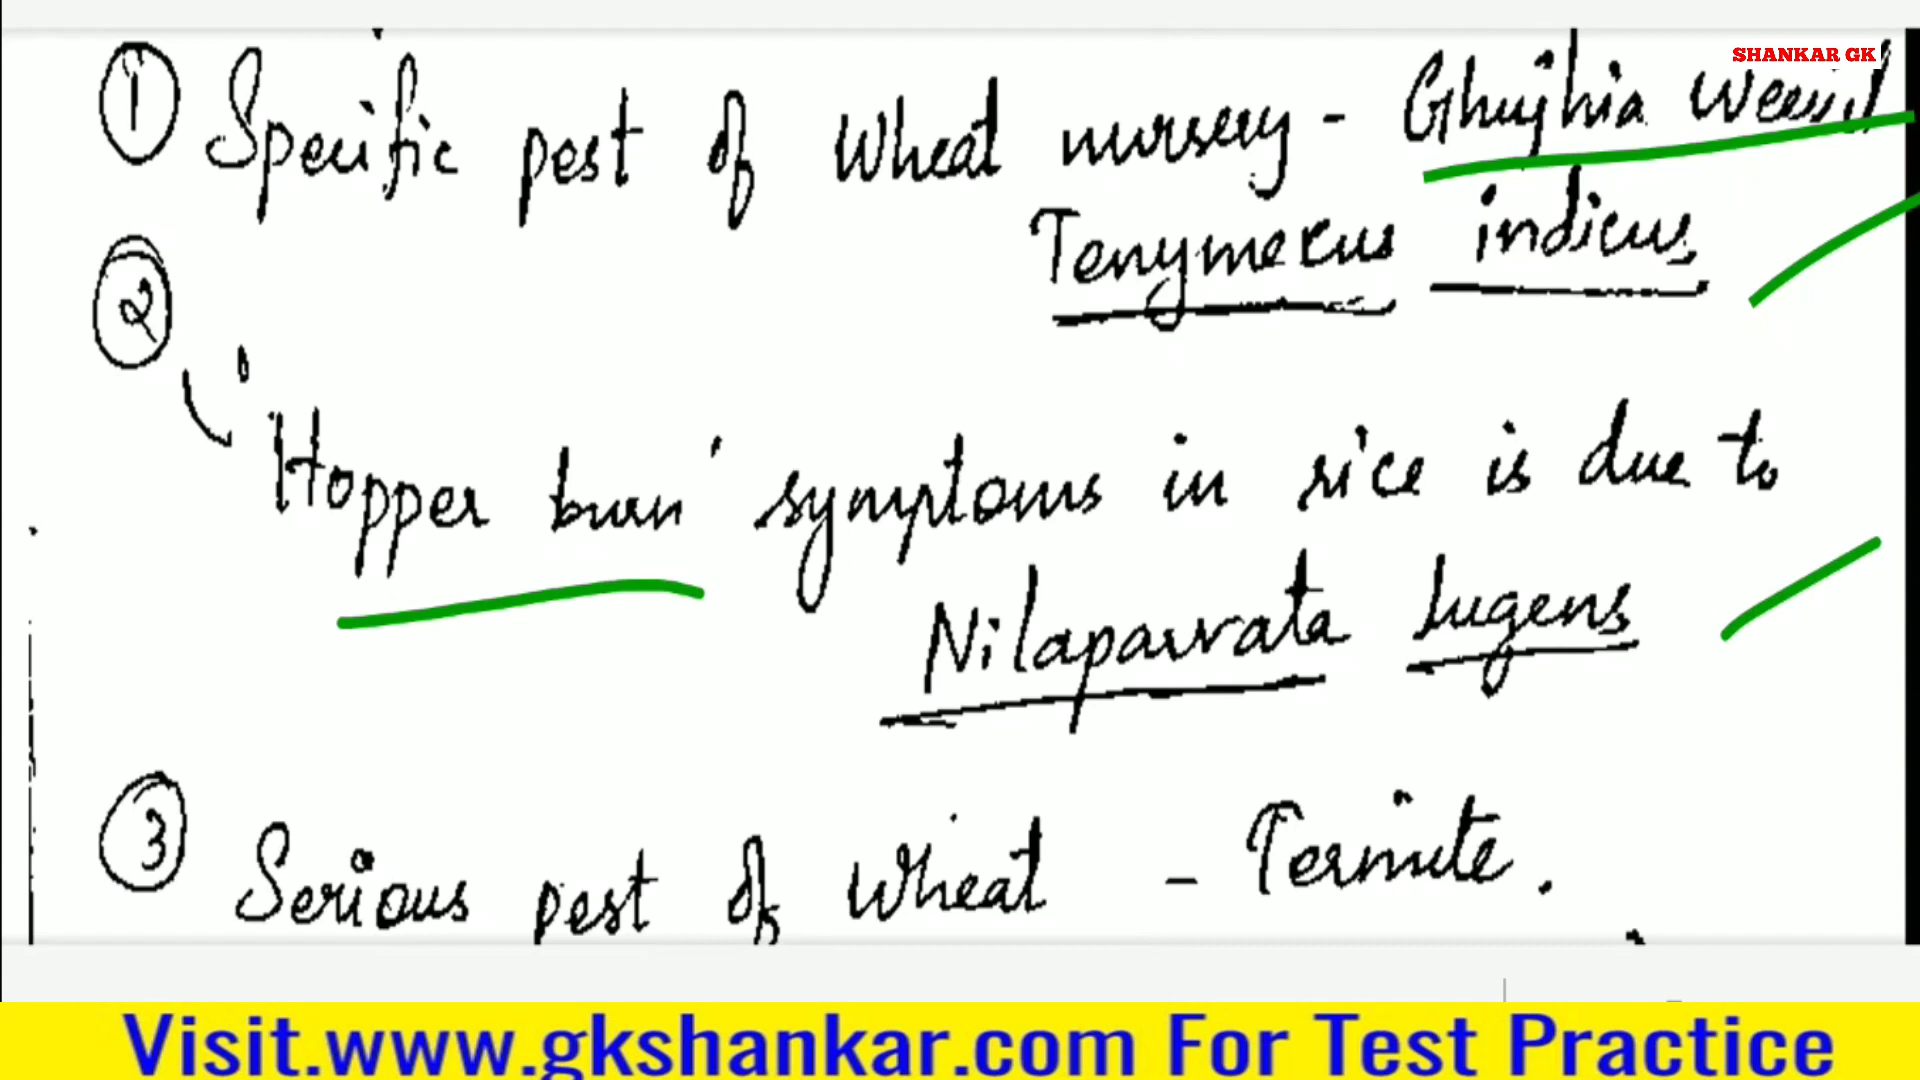 SHANKAR GK
① Specific pest of Wheat nursery - Ghujhia Weevil
Tenymecus indicus
②
'Hopper burn' symptoms in rice is due to
Nilaparvata lugens
③ Serious pest of Wheat - Termite.
Visit.www.gkshankar.com For Test Practice